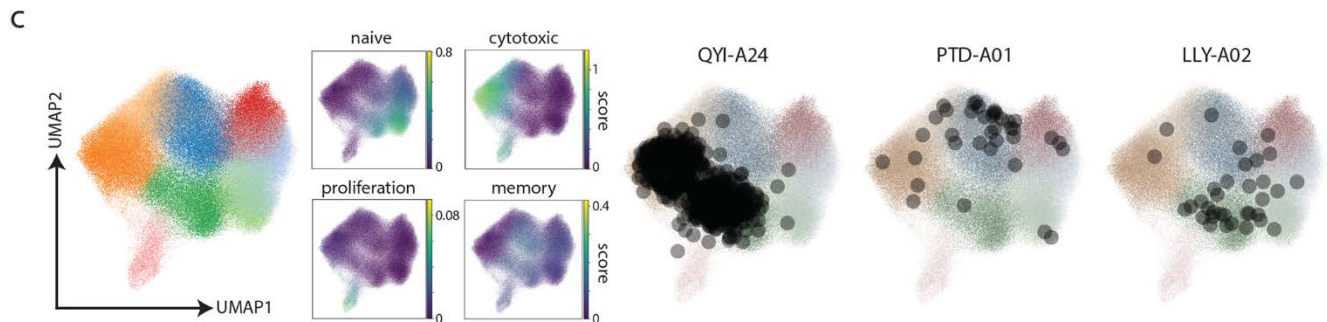 C
UMAP2
UMAP1
naive
0.8
0
cytotoxic
1
0
score
proliferation
0.08
0
memory
0.4
0
score
QYI-A24
PTD-A01
LLY-A02